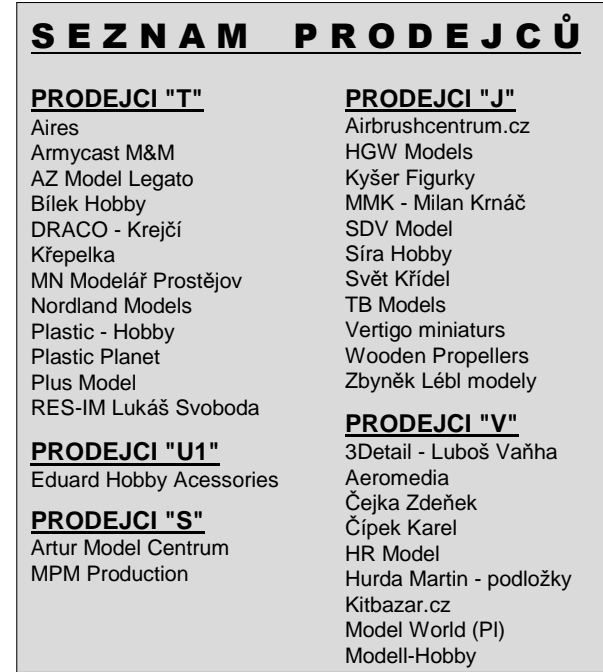 SEZNAM PRODEJCŮ
PRODEJCI "T"
Aires
Armycast M&M
AZ Model Legato
Bílek Hobby
DRACO - Krejčí
Křepelka
MN Modelář Prostějov
Nordland Models
Plastic - Hobby
Plastic Planet
Plus Model
RES-IM Lukáš Svoboda
PRODEJCI "U1"
Eduard Hobby Acessories
PRODEJCI "S"
Artur Model Centrum
MPM Production
PRODEJCI "J"
Airbrushcentrum.cz
HGW Models
Kyšer Figurky
MMK - Milan Krnáč
SDV Model
Síra Hobby
Svět Křídel
TB Models
Vertigo miniaturs
Wooden Propellers
Zbyněk Lébl modely
PRODEJCI "V"
3Detail - Luboš Vaňha
Aeromedia
Čejka Zdeňek
Čípek Karel
HR Model
Hurda Martin - podložky
Kitbazar.cz
Model World (Pl)
Modell-Hobby